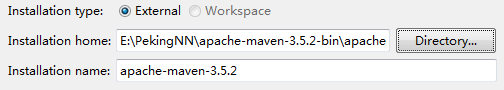 Installation type: External Workspace
Installation home: E:\PekingNN\apache-maven-3.5.2-bin\apache Directory...
Installation name: apache-maven-3.5.2